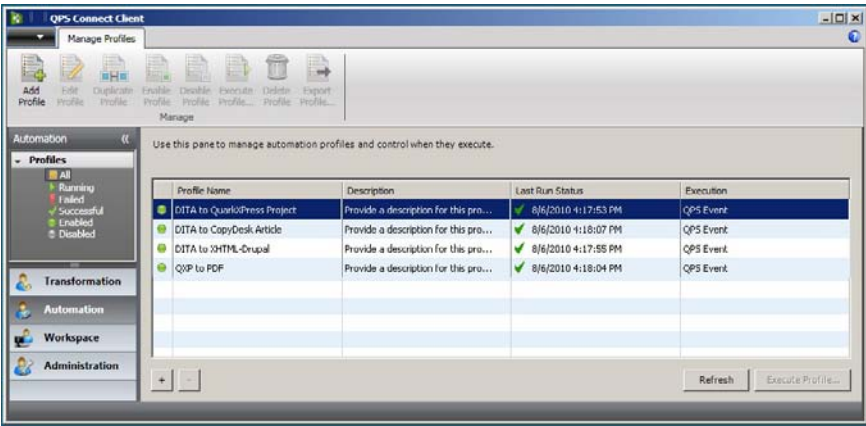 QPS Connect Client
Manage Profiles
Add Profile
Edit Profile
Duplicate Profile
Enable Profile
Disable Profile
Execute Profile...
Delete Profile
Export Profile...
Manage
Automation
Profiles
All
Running
Failed
Successful
Enabled
Disabled
Transformation
Automation
Workspace
Administration
Use this pane to manage automation profiles and control when they execute.
Profile Name Description Last Run Status Execution
DITA to QuarkXPress Project Provide a description for this pro... 8/6/2010 4:17:53 PM QPS Event
DITA to CopyDesk Article Provide a description for this pro... 8/6/2010 4:18:07 PM QPS Event
DITA to XHTML-Drupal Provide a description for this pro... 8/6/2010 4:17:55 PM QPS Event
QXP to PDF Provide a description for this pro... 8/6/2010 4:18:04 PM QPS Event
+ -
Refresh Execute Profile...